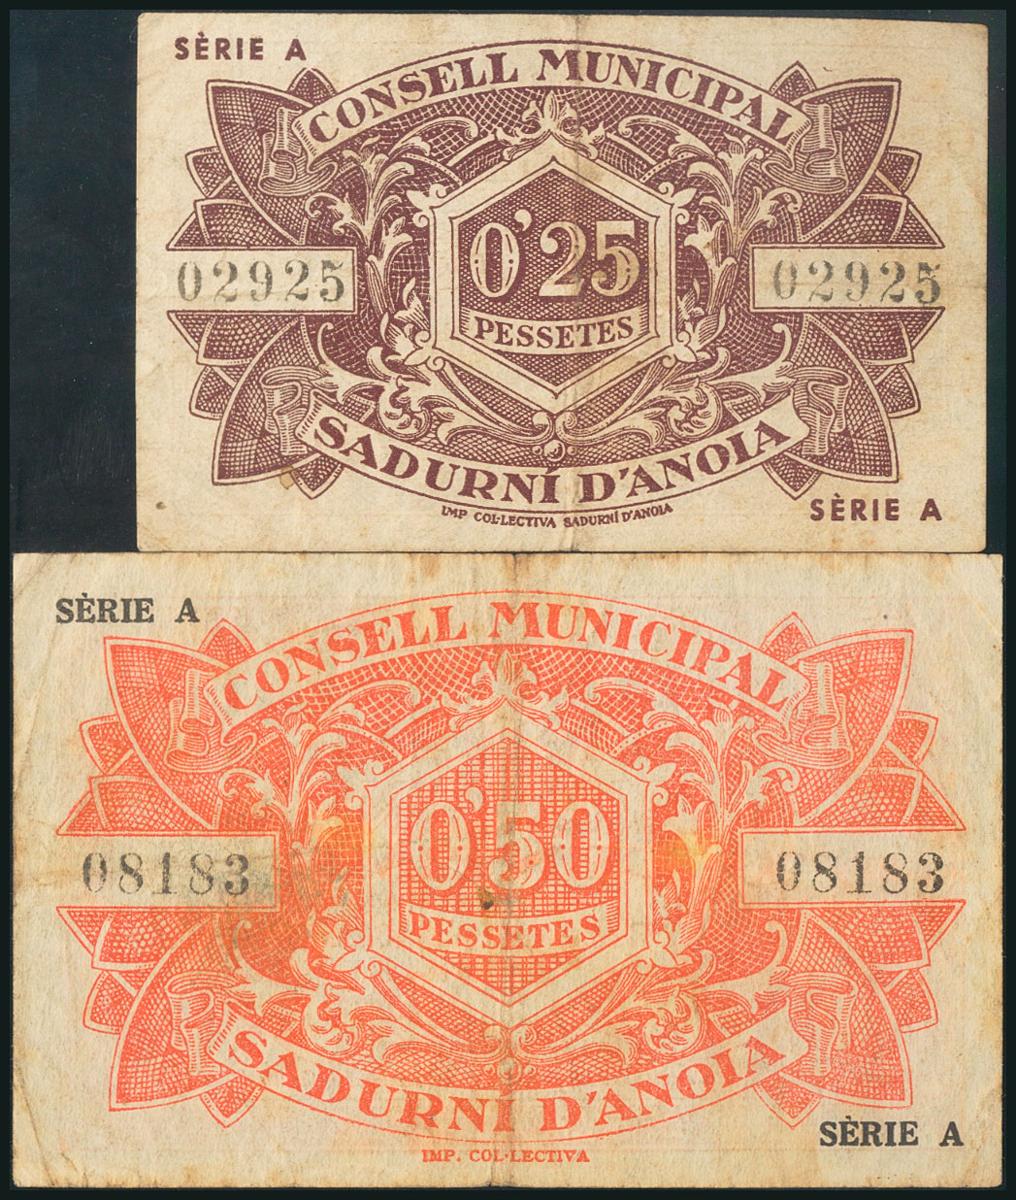 SÈRIE A
CONSELL MUNICIPAL
0'25
PESSETES
02925 02925
SADURNÍ D'ANOIA
IMP COL·LECTIVA SADURNÍ D'ANOIA
SÈRIE A
SÈRIE A
CONSELL MUNICIPAL
0'50
PESSETES
08183 08183
SADURNÍ D'ANOIA
SÈRIE A
IMP. COL·LECTIVA